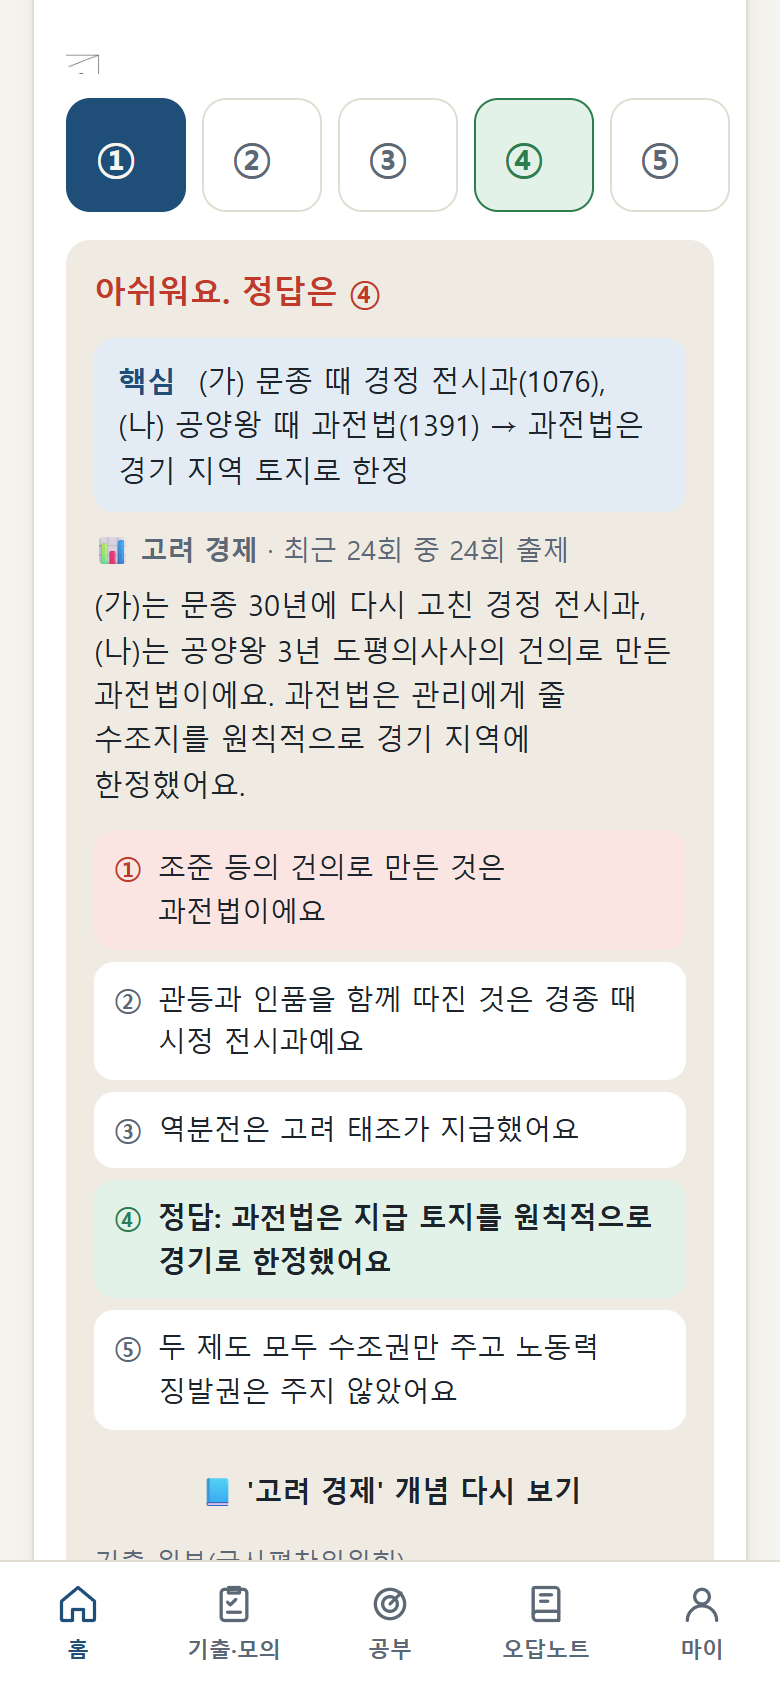 ① ② ③ ④ ⑤
아쉬워요. 정답은 ④
핵심 (가) 문종 때 경정 전시과(1076),
(나) 공양왕 때 과전법(1391) → 과전법은
경기 지역 토지로 한정
고려 경제 · 최근 24회 중 24회 출제
(가)는 문종 30년에 다시 고친 경정 전시과,
(나)는 공양왕 3년 도평의사사의 건의로 만든
과전법이에요. 과전법은 관리에게 줄
수조지를 원칙적으로 경기 지역에
한정했어요.
① 조준 등의 건의로 만든 것은
과전법이에요
② 관등과 인품을 함께 따진 것은 경종 때
시정 전시과예요
③ 역분전은 고려 태조가 지급했어요
④ 정답: 과전법은 지급 토지를 원칙적으로
경기로 한정했어요
⑤ 두 제도 모두 수조권만 주고 노동력
징발권은 주지 않았어요
'고려 경제' 개념 다시 보기
홈 기출·모의 공부 오답노트 마이